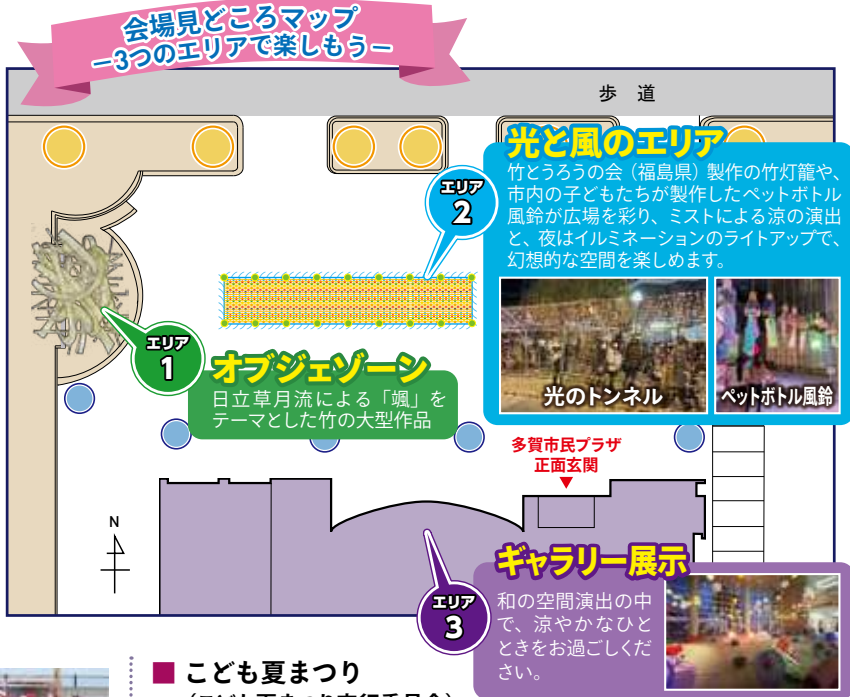 会場見どころマップ
－3つのエリアで楽しもう－
歩 道
光と風のエリア
エリア
2
竹とうろうの会（福島県）製作の竹灯籠や、
市内の子どもたちが製作したペットボトル
風鈴が広場を彩り、ミストによる涼の演出
と、夜はイルミネーションのライトアップで、
幻想的な空間を楽しめます。
光のトンネル
ペットボトル風鈴
エリア
1
オブジェゾーン
日立草月流による「颯」を
テーマとした竹の大型作品
多賀市民プラザ
正面玄関
N
エリア
3
ギャラリー展示
和の空間演出の中
で、涼やかなひと
ときをお過ごしくだ
さい。
■ こども夏まつり